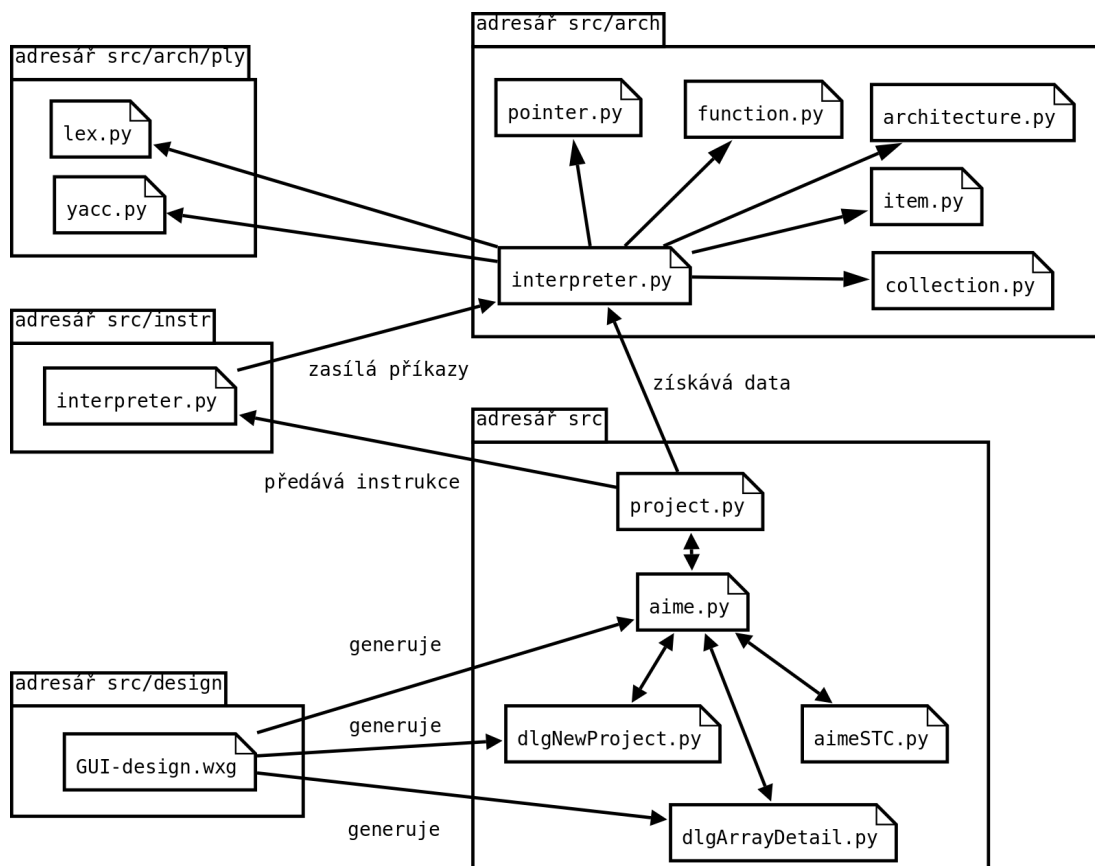 adresář src/arch
adresář src/arch/ply
pointer.py
function.py
architecture.py
lex.py
yacc.py
item.py
interpreter.py
collection.py
adresář src/instr
zasílá příkazy
získává data
interpreter.py
adresář src
předává instrukce
project.py
aime.py
generuje
adresář src/design
generuje
dlgNewProject.py
aimeSTC.py
GUI-design.wxg
generuje
dlgArrayDetail.py